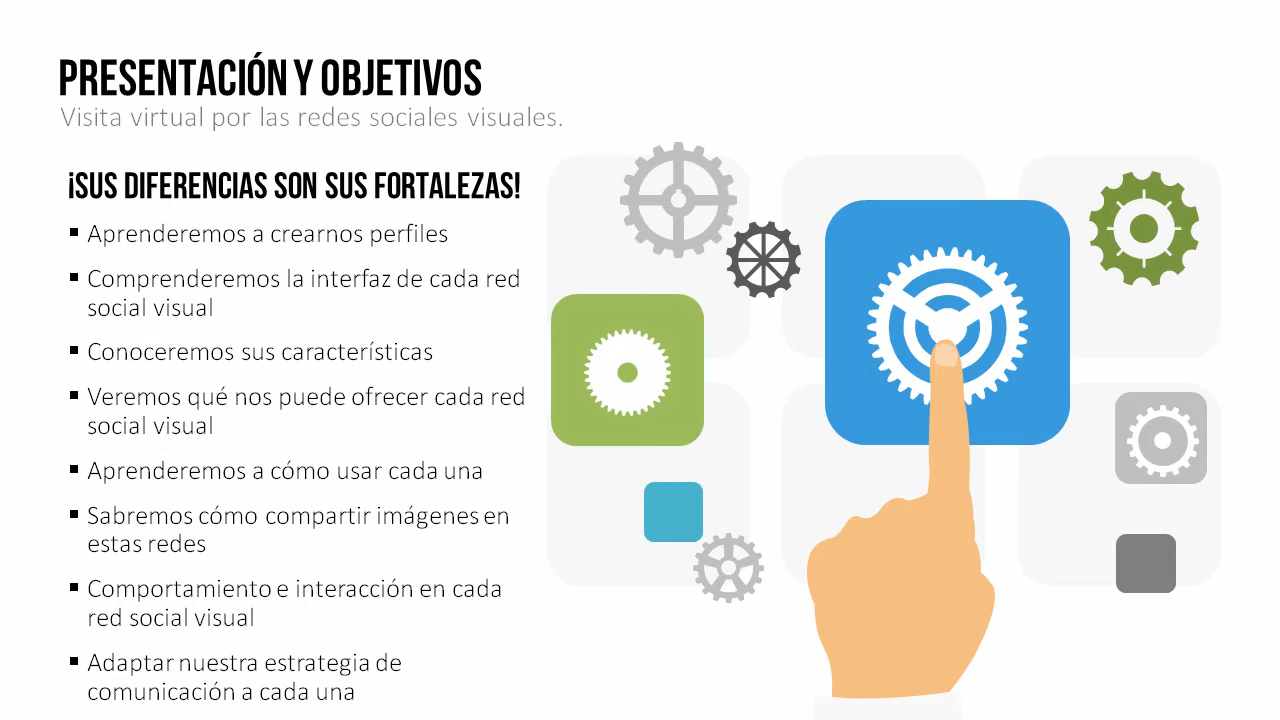 PRESENTACIÓN Y OBJETIVOS
Visita virtual por las redes sociales visuales.
¡SUS DIFERENCIAS SON SUS FORTALEZAS!
▪ Aprenderemos a crearnos perfiles
▪ Comprenderemos la interfaz de cada red
social visual
▪ Conoceremos sus características
▪ Veremos qué nos puede ofrecer cada red
social visual
▪ Aprenderemos a cómo usar cada una
▪ Sabremos cómo compartir imágenes en
estas redes
▪ Comportamiento e interacción en cada
red social visual
▪ Adaptar nuestra estrategia de
comunicación a cada una